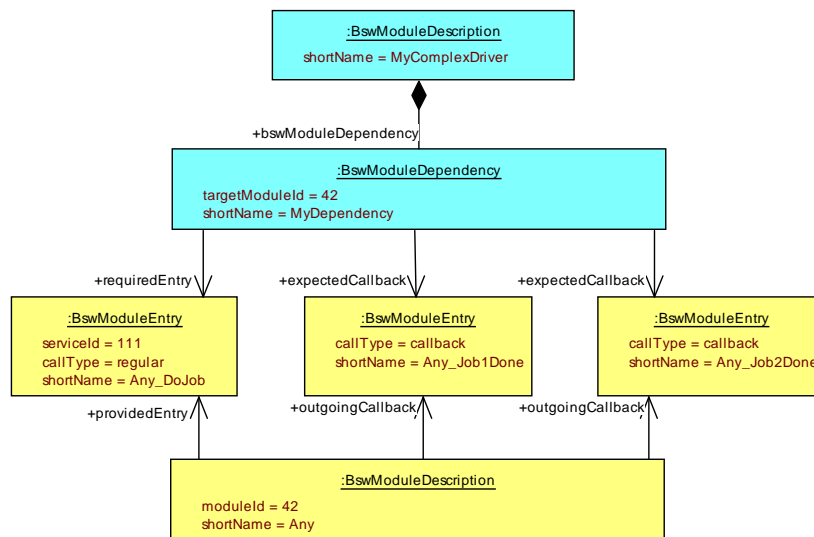 :BswModuleDescription
shortName = MyComplexDriver
+bswModuleDependency
:BswModuleDependency
targetModuleId = 42
shortName = MyDependency
+requiredEntry
+expectedCallback
+expectedCallback
:BswModuleEntry
serviceId = 111
callType = regular
shortName = Any_DoJob
:BswModuleEntry
callType = callback
shortName = Any_Job1Done
:BswModuleEntry
callType = callback
shortName = Any_Job2Done
+providedEntry
+outgoingCallback
+outgoingCallback
:BswModuleDescription
moduleId = 42
shortName = Any